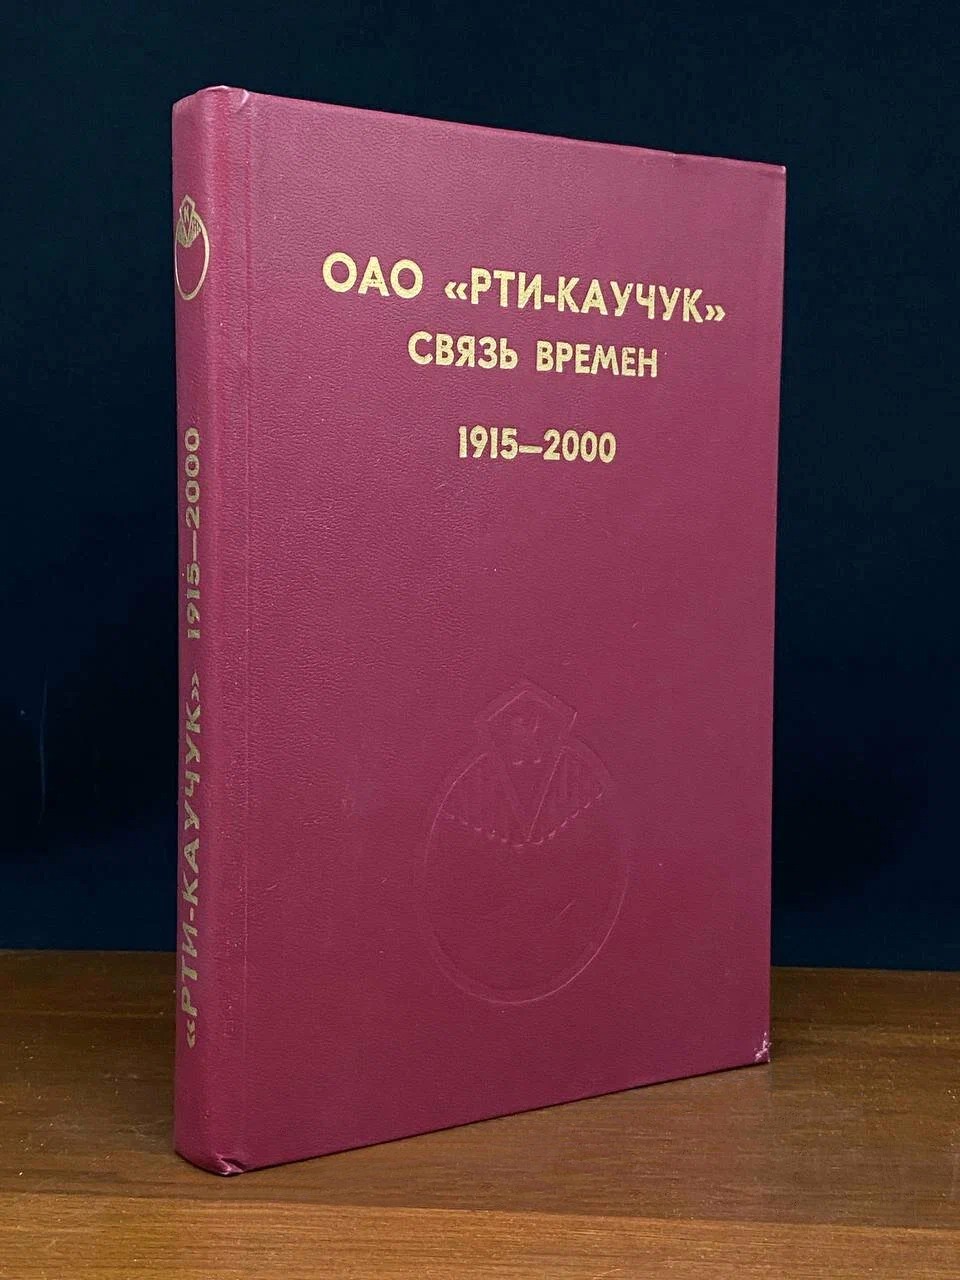 ОАО «РТИ-КАУЧУК»
СВЯЗЬ ВРЕМЕН
1915—2000
«РТИ-КАУЧУК» 1915—2000